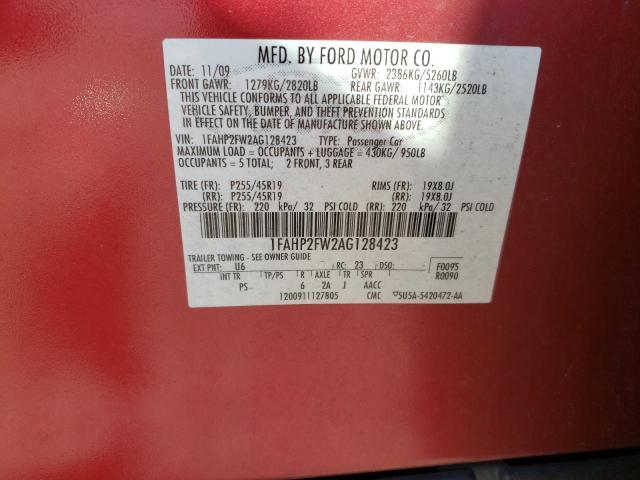 MFD. BY FORD MOTOR CO.
DATE: 11/09 GVWR: 2386KG/5260LB
FRONT GAWR: 1279KG/2820LB REAR GAWR: 1143KG/2520LB
THIS VEHICLE CONFORMS TO ALL APPLICABLE FEDERAL MOTOR
VEHICLE SAFETY, BUMPER, AND THEFT PREVENTION STANDARDS
IN EFFECT ON THE DATE OF MANUFACTURE SHOWN ABOVE.
VIN: 1FAHP2FW2AG128423 TYPE: Passenger Car
MAXIMUM LOAD = OCCUPANTS + LUGGAGE = 430KG/ 950LB
OCCUPANTS = 5 TOTAL; 2 FRONT, 3 REAR
TIRE (FR): P255/45R19 RIMS (FR): 19X8.0J
(RR): P255/45R19 (RR): 19X8.0J
PRESSURE (FR): 220 kPa/ 32 PSI COLD (RR): 220 kPa/ 32 PSI COLD
1FAHP2FW2AG128423
TRAILER TOWING - SEE OWNER GUIDE
EXT PNT: U6 RC: 23 DSO: F0095
R0090
INT TR TP/PS R AXLE TR SPR
PS 6 2A J AACC
1200911127805 CMC 5U5A-5420472-AA